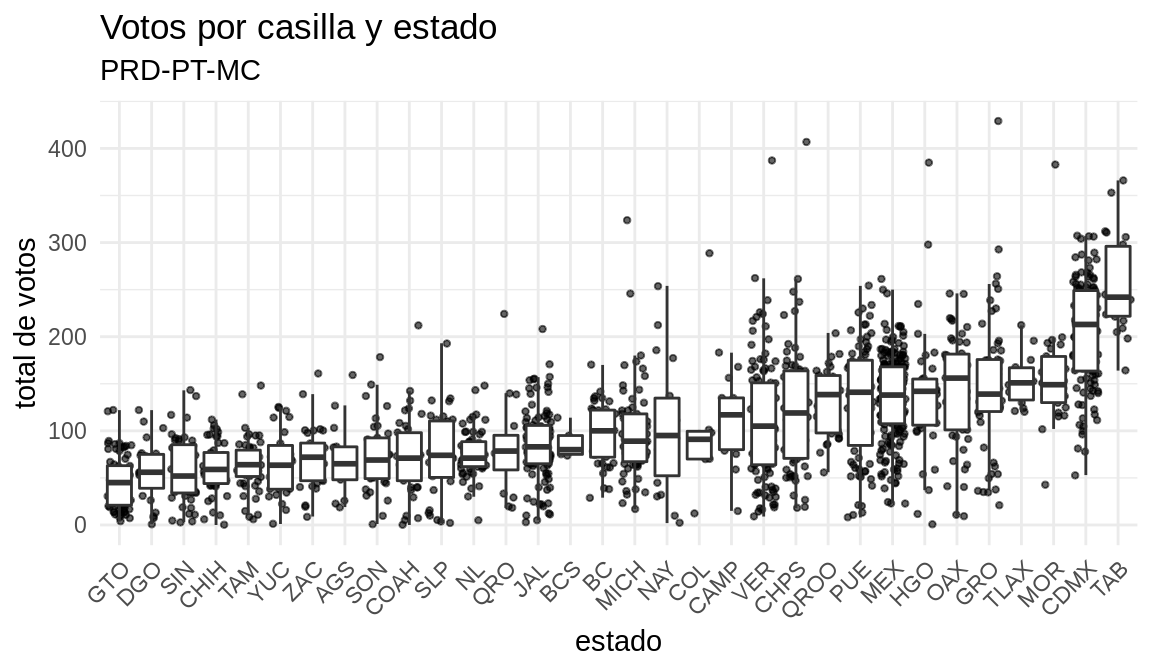 Votos por casilla y estado
PRD-PT-MC
total de votos
400
300
200
100
0
GTO
DGO
SIN
CHIH
TAM
YUC
ZAC
AGS
SON
COAH
SLP
NL
QRO
JAL
BCS
BC
MICH
NAY
COL
CAMP
VER
CHPS
QROO
PUE
MEX
HGO
OAX
GRO
TLAX
MOR
CDMX
TAB
estado